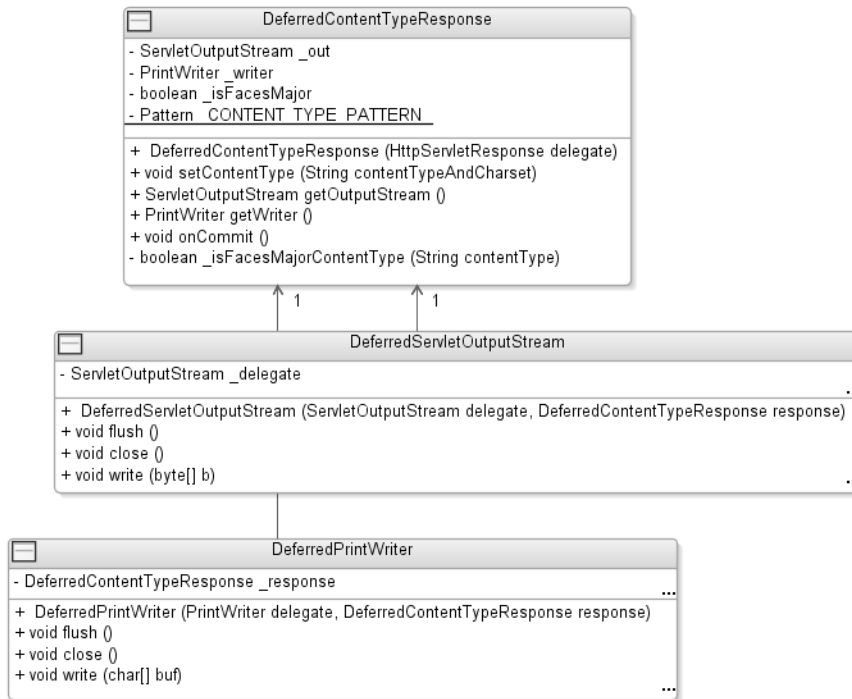 DeferredContentTypeResponse
- ServletOutputStream _out
- PrintWriter _writer
- boolean _isFacesMajor
- Pattern _CONTENT_TYPE_PATTERN
+ DeferredContentTypeResponse (HttpServletResponse delegate)
+ void setContentType (String contentTypeAndCharset)
+ ServletOutputStream getOutputStream ()
+ PrintWriter getWriter ()
+ void onCommit ()
- boolean _isFacesMajorContentType (String contentType)
1 1
DeferredServletOutputStream
- ServletOutputStream _delegate
+ DeferredServletOutputStream (ServletOutputStream delegate, DeferredContentTypeResponse response)
+ void flush ()
+ void close ()
+ void write (byte[] b)
DeferredPrintWriter
- DeferredContentTypeResponse _response
...
+ DeferredPrintWriter (PrintWriter delegate, DeferredContentTypeResponse response)
+ void flush ()
+ void close ()
+ void write (char[] buf)
...